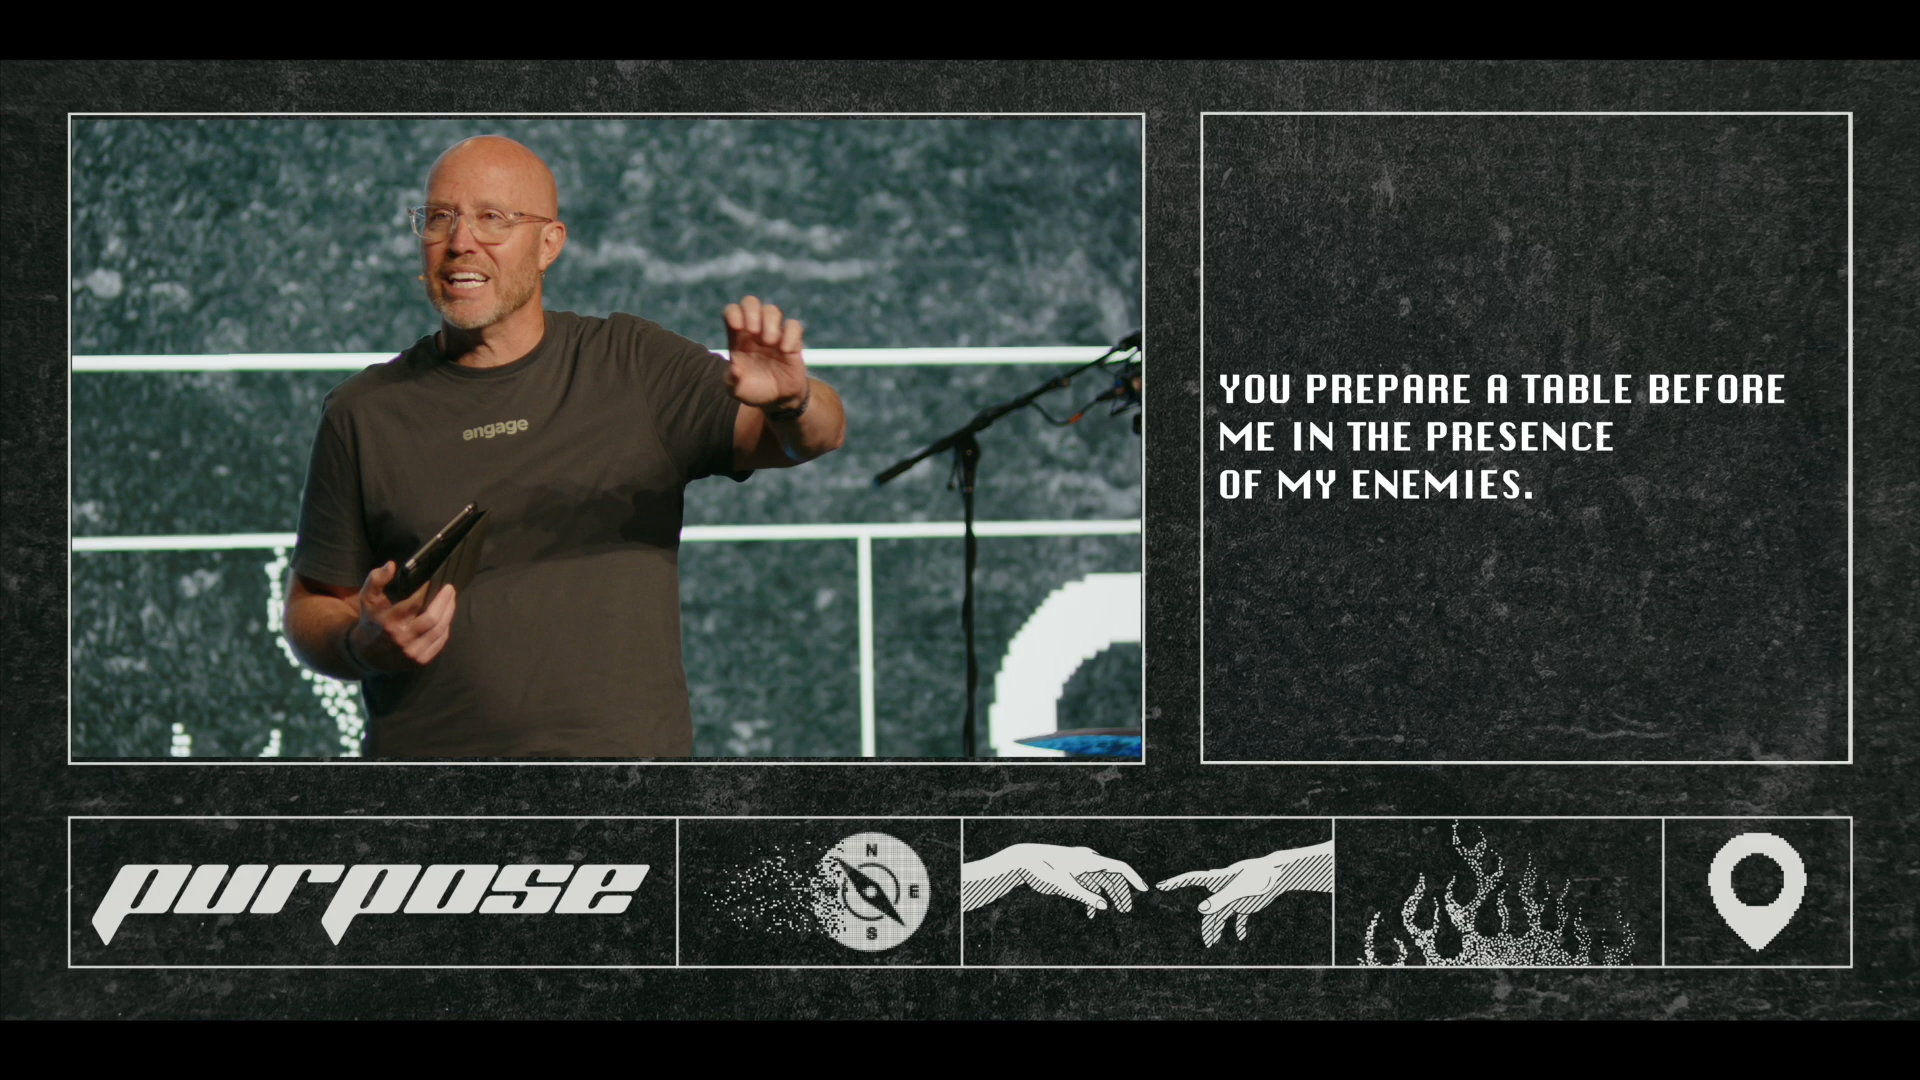 engage
YOU PREPARE A TABLE BEFORE
ME IN THE PRESENCE
OF MY ENEMIES.
purpose
N
E
S